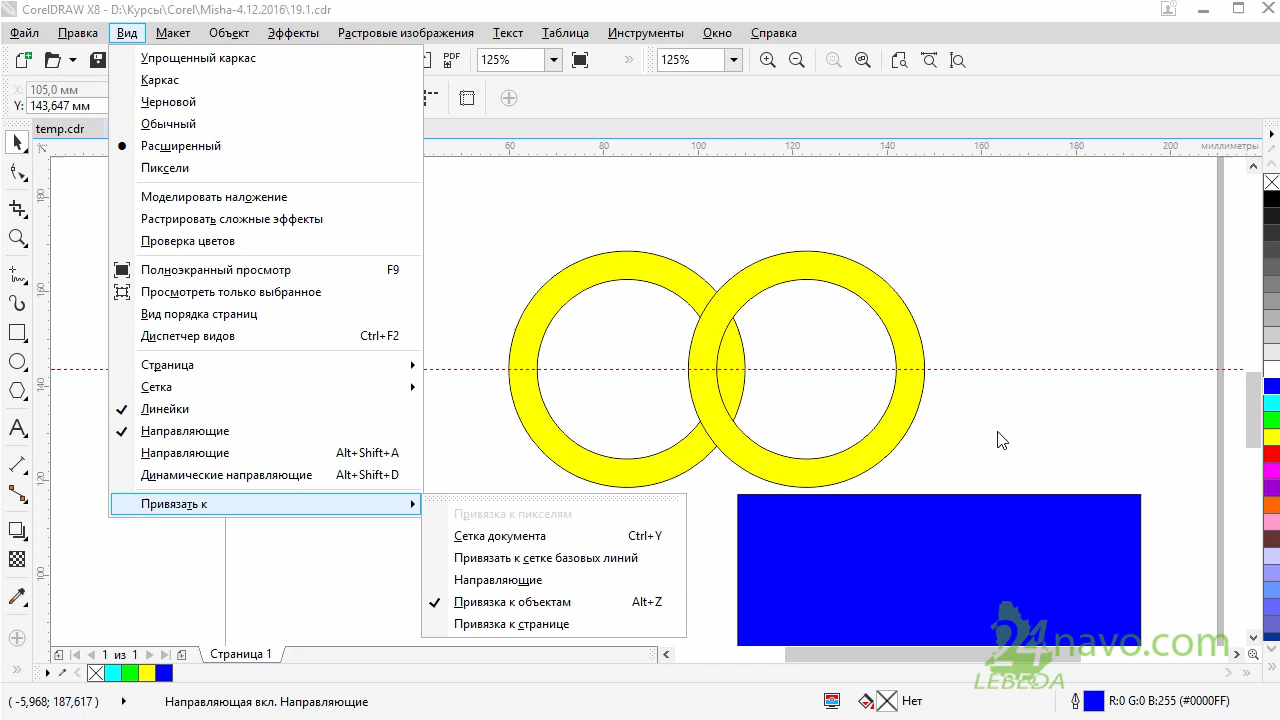 CorelDRAW X8 - D:\Курсы\Corel\Misha-4.12.2016\19.1.cdr
Файл Правка Вид Макет Объект Эффекты Растровые изображения Текст Таблица Инструменты Окно Справка
PDF 125% 125%
X: 105,0 мм
Y: 143,647 мм
temp.cdr
60 80 100 120 140 160 180 200 миллиметры
180
160
140
120
100
Упрощенный каркас
Каркас
Черновой
Обычный
Расширенный
Пиксели
Моделировать наложение
Растрировать сложные эффекты
Проверка цветов
Полноэкранный просмотр F9
Просмотреть только выбранное
Вид порядка страниц
Диспетчер видов Ctrl+F2
Страница
Сетка
Линейки
Направляющие
Направляющие Alt+Shift+A
Динамические направляющие Alt+Shift+D
Привязать к
Привязка к пикселям
Сетка документа Ctrl+Y
Привязать к сетке базовых линий
Направляющие
Привязка к объектам Alt+Z
Привязка к странице
24navo.com
LEBEDA
1 из 1 Страница 1
( -5,968; 187,617 ) Направляющая вкл. Направляющие Нет R:0 G:0 B:255 (#0000FF)